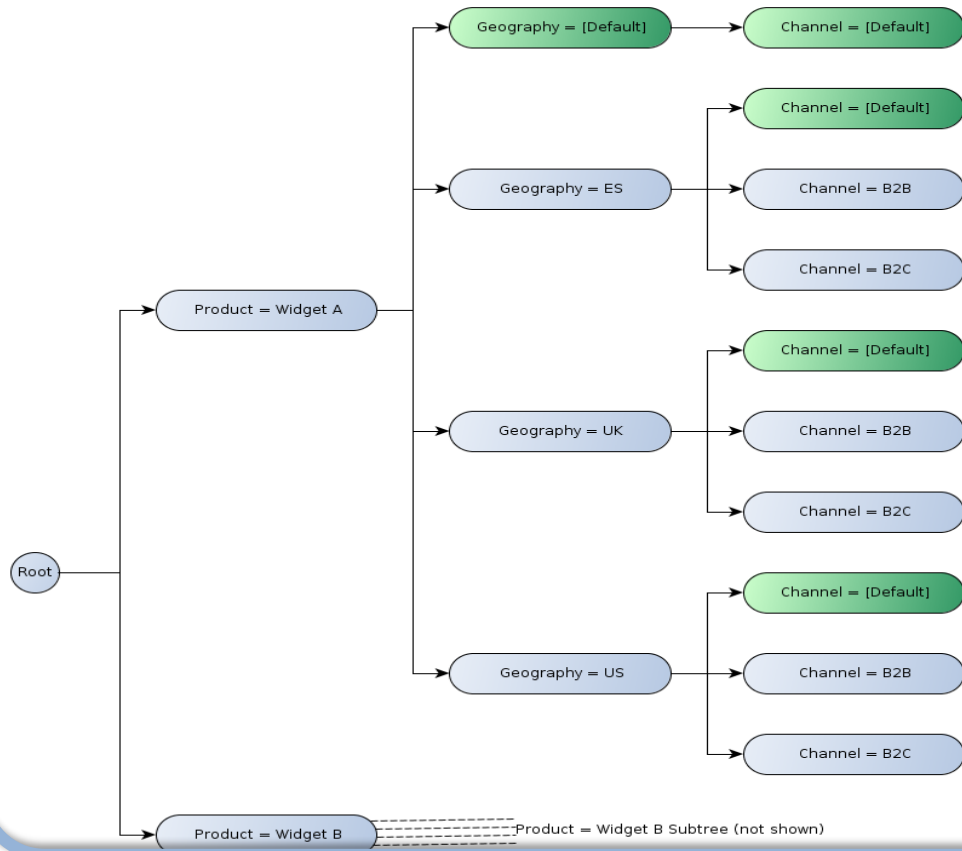 Geography = [Default]
Channel = [Default]
Channel = [Default]
Geography = ES
Channel = B2B
Channel = B2C
Product = Widget A
Channel = [Default]
Geography = UK
Channel = B2B
Channel = B2C
Root
Channel = [Default]
Geography = US
Channel = B2B
Channel = B2C
Product = Widget B
Product = Widget B Subtree (not shown)